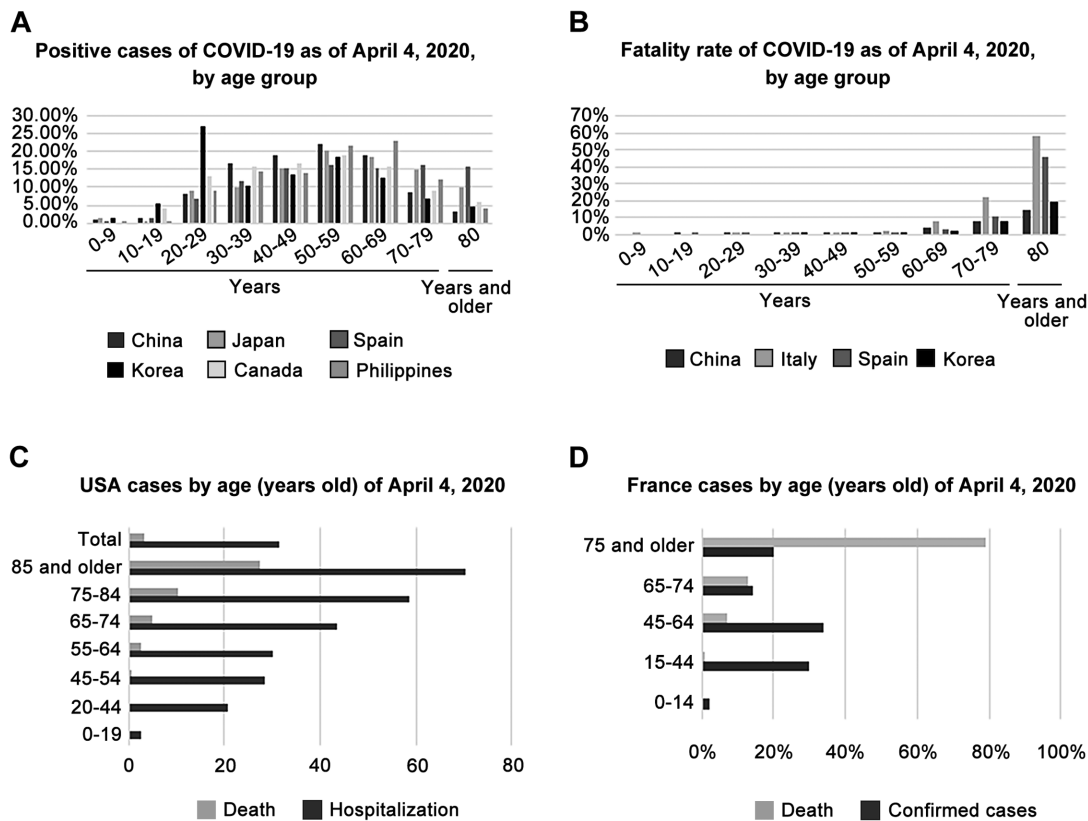 A
Positive cases of COVID-19 as of April 4, 2020,
by age group
30.00%
25.00%
20.00%
15.00%
10.00%
5.00%
0.00%
0-9
10-19
20-29
30-39
40-49
50-59
60-69
70-79
80
Years
Years and
older
China
Japan
Spain
Korea
Canada
Philippines
B
Fatality rate of COVID-19 as of April 4, 2020,
by age group
70%
60%
50%
40%
30%
20%
10%
0%
0-9
10-19
20-29
30-39
40-49
50-59
60-69
70-79
80
Years
Years and
older
China
Italy
Spain
Korea
C
USA cases by age (years old) of April 4, 2020
Total
85 and older
75-84
65-74
55-64
45-54
20-44
0-19
0 20 40 60 80
Death
Hospitalization
D
France cases by age (years old) of April 4, 2020
75 and older
65-74
45-64
15-44
0-14
0% 20% 40% 60% 80% 100%
Death
Confirmed cases